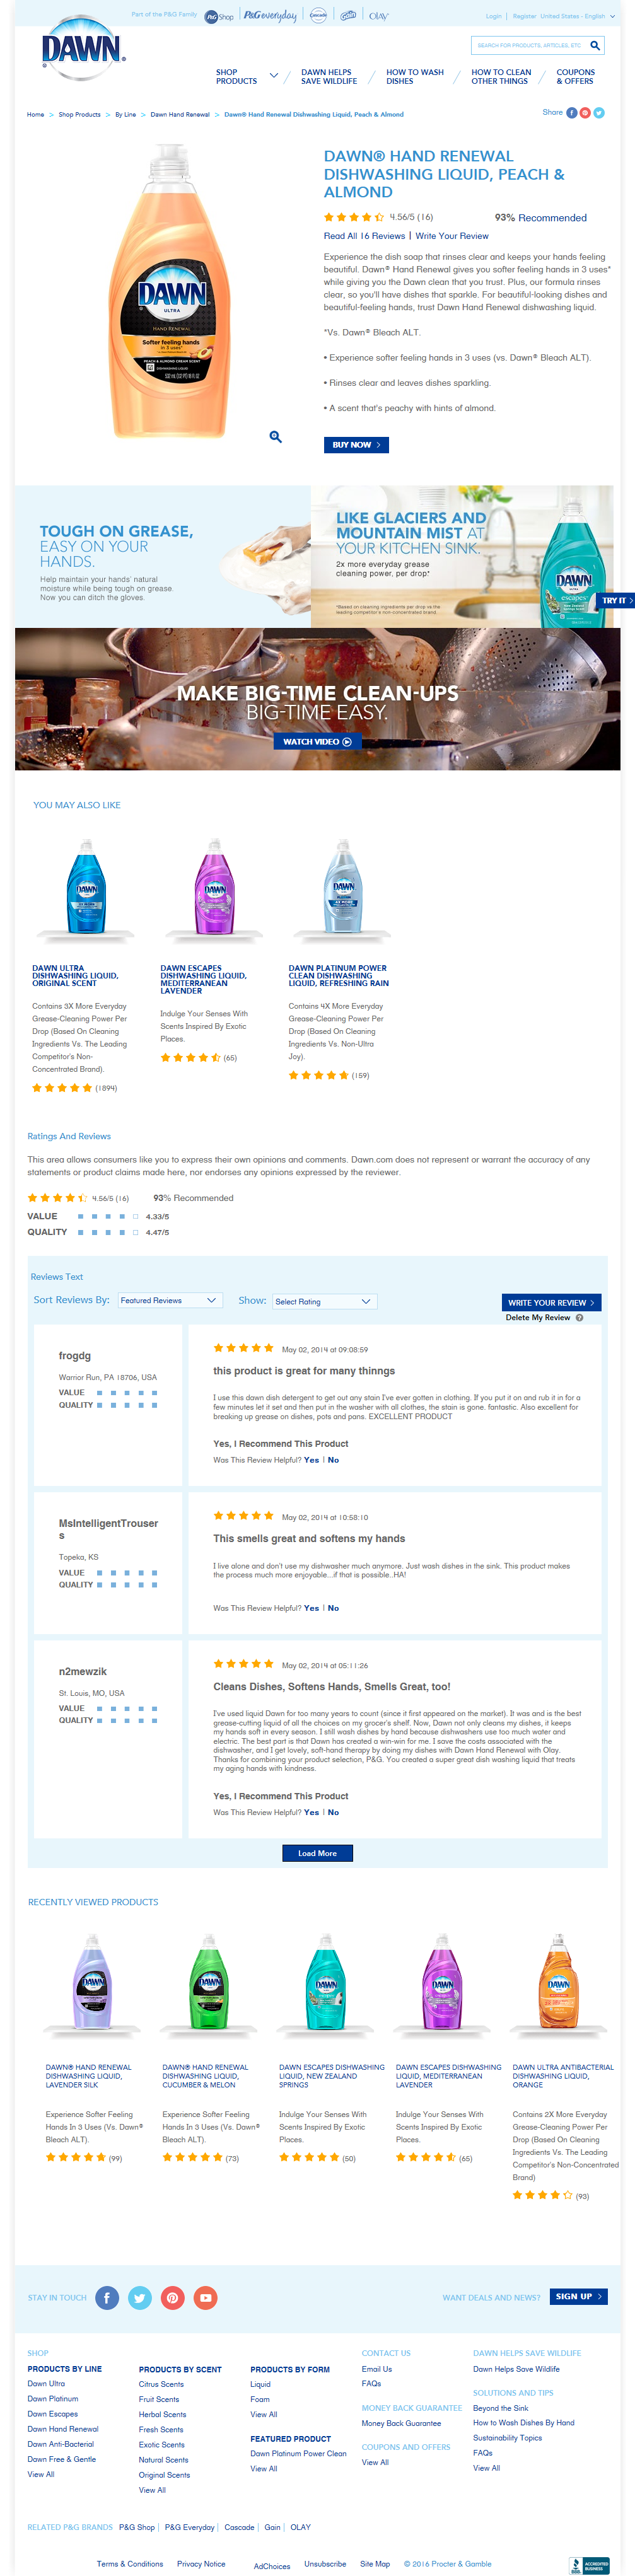 Part of the P&G Family
P&G Shop
P&G everyday
Cascade
OLAY
Login | Register United States - English
DAWN
SEARCH FOR PRODUCTS, ARTICLES, ETC
SHOP PRODUCTS
DAWN HELPS SAVE WILDLIFE
HOW TO WASH DISHES
HOW TO CLEAN OTHER THINGS
COUPONS & OFFERS
Home > Shop Products > By Line > Dawn Hand Renewal > Dawn® Hand Renewal Dishwashing Liquid, Peach & Almond
Share
DAWN® HAND RENEWAL
DISHWASHING LIQUID, PEACH &
ALMOND
4.56/5 (16)
93% Recommended
Read All 16 Reviews | Write Your Review
Experience the dish soap that rinses clear and keeps your hands feeling
beautiful. Dawn® Hand Renewal gives you softer feeling hands in 3 uses*
while giving you the Dawn clean that you trust. Plus, our formula rinses
clear, so you'll have dishes that sparkle. For beautiful-looking dishes and
beautiful-feeling hands, trust Dawn Hand Renewal dishwashing liquid.
*Vs. Dawn® Bleach ALT.
• Experience softer feeling hands in 3 uses (vs. Dawn® Bleach ALT).
• Rinses clear and leaves dishes sparkling.
• A scent that's peachy with hints of almond.
BUY NOW
DAWN
ULTRA
HAND RENEWAL
Softer feeling hands
in 3 uses*
PEACH & ALMOND CREAM SCENT
DISHWASHING LIQUID
TOUGH ON GREASE,
EASY ON YOUR
HANDS.
Help maintain your hands' natural
moisture while being tough on grease.
Now you can ditch the gloves.
LIKE GLACIERS AND
MOUNTAIN MIST AT
YOUR KITCHEN SINK.
2x more everyday grease
cleaning power, per drop*
*Based on cleaning ingredients per drop vs the
leading competitor's non-concentrated brand.
DAWN
escapes
TRY IT
MAKE BIG-TIME CLEAN-UPS
BIG-TIME EASY.
WATCH VIDEO
YOU MAY ALSO LIKE
DAWN
DAWN
DAWN
DAWN ULTRA
DISHWASHING LIQUID,
ORIGINAL SCENT
Contains 3X More Everyday
Grease-Cleaning Power Per
Drop (Based On Cleaning
Ingredients Vs. The Leading
Competitor's Non-
Concentrated Brand).
(1894)
DAWN ESCAPES
DISHWASHING LIQUID,
MEDITERRANEAN
LAVENDER
Indulge Your Senses With
Scents Inspired By Exotic
Places.
(65)
DAWN PLATINUM POWER
CLEAN DISHWASHING
LIQUID, REFRESHING RAIN
Contains 4X More Everyday
Grease-Cleaning Power Per
Drop (Based On Cleaning
Ingredients Vs. Non-Ultra
Joy).
(159)
Ratings And Reviews
This area allows consumers like you to express their own opinions and comments. Dawn.com does not represent or warrant the accuracy of any
statements or product claims made here, nor endorses any opinions expressed by the reviewer.
4.56/5 (16) 93% Recommended
VALUE 4.33/5
QUALITY 4.47/5
Reviews Text
Sort Reviews By: Featured Reviews Show: Select Rating
WRITE YOUR REVIEW
Delete My Review
frogdg
Warrior Run, PA 18706, USA
VALUE
QUALITY
May 02, 2014 at 09:08:59
this product is great for many thinngs
I use this dawn dish detergent to get out any stain I've ever gotten in clothing. If you put it on and rub it in for a
few minutes let it set and then put in the washer with all clothes, the stain is gone. fantastic. Also excellent for
breaking up grease on dishes, pots and pans. EXCELLENT PRODUCT
Yes, I Recommend This Product
Was This Review Helpful? Yes | No
MsIntelligentTrouser
s
Topeka, KS
VALUE
QUALITY
May 02, 2014 at 10:58:10
This smells great and softens my hands
I live alone and don't use my dishwasher much anymore. Just wash dishes in the sink. This product makes
the process much more enjoyable...if that is possible..HA!
Was This Review Helpful? Yes | No
n2mewzik
St. Louis, MO, USA
VALUE
QUALITY
May 02, 2014 at 05:11:26
Cleans Dishes, Softens Hands, Smells Great, too!
I've used liquid Dawn for too many years to count (since it first appeared on the market). It was and is the best
grease-cutting liquid of all the choices on my grocer's shelf. Now, Dawn not only cleans my dishes, it keeps
my hands soft in every season. I still wash dishes by hand because dishwashers use too much water and
electric. The best part is that Dawn has created a win-win for me. I save the costs associated with the
dishwasher, and I get lovely, soft-hand therapy by doing my dishes with Dawn Hand Renewal with Olay.
Thanks for combining your product selection, P&G. You created a super great dish washing liquid that treats
my aging hands with kindness.
Yes, I Recommend This Product
Was This Review Helpful? Yes | No
Load More
RECENTLY VIEWED PRODUCTS
DAWN
DAWN
DAWN
DAWN
DAWN
DAWN® HAND RENEWAL
DISHWASHING LIQUID,
LAVENDER SILK
Experience Softer Feeling
Hands In 3 Uses (Vs. Dawn®
Bleach ALT).
(99)
DAWN® HAND RENEWAL
DISHWASHING LIQUID,
CUCUMBER & MELON
Experience Softer Feeling
Hands In 3 Uses (Vs. Dawn®
Bleach ALT).
(73)
DAWN ESCAPES DISHWASHING
LIQUID, NEW ZEALAND
SPRINGS
Indulge Your Senses With
Scents Inspired By Exotic
Places.
(50)
DAWN ESCAPES DISHWASHING
LIQUID, MEDITERRANEAN
LAVENDER
Indulge Your Senses With
Scents Inspired By Exotic
Places.
(65)
DAWN ULTRA ANTIBACTERIAL
DISHWASHING LIQUID,
ORANGE
Contains 2X More Everyday
Grease-Cleaning Power Per
Drop (Based On Cleaning
Ingredients Vs. The Leading
Competitor's Non-Concentrated
Brand)
(93)
STAY IN TOUCH
WANT DEALS AND NEWS? SIGN UP
SHOP
PRODUCTS BY LINE
Dawn Ultra
Dawn Platinum
Dawn Escapes
Dawn Hand Renewal
Dawn Anti-Bacterial
Dawn Free & Gentle
View All
PRODUCTS BY SCENT
Citrus Scents
Fruit Scents
Herbal Scents
Fresh Scents
Exotic Scents
Natural Scents
Original Scents
View All
PRODUCTS BY FORM
Liquid
Foam
View All
FEATURED PRODUCT
Dawn Platinum Power Clean
View All
CONTACT US
Email Us
FAQs
MONEY BACK GUARANTEE
Money Back Guarantee
COUPONS AND OFFERS
View All
DAWN HELPS SAVE WILDLIFE
Dawn Helps Save Wildlife
SOLUTIONS AND TIPS
Beyond the Sink
How to Wash Dishes By Hand
Sustainability Topics
FAQs
View All
RELATED P&G BRANDS P&G Shop | P&G Everyday | Cascade | Gain | OLAY
Terms & Conditions Privacy Notice AdChoices Unsubscribe Site Map © 2016 Procter & Gamble
BBB ACCREDITED BUSINESS